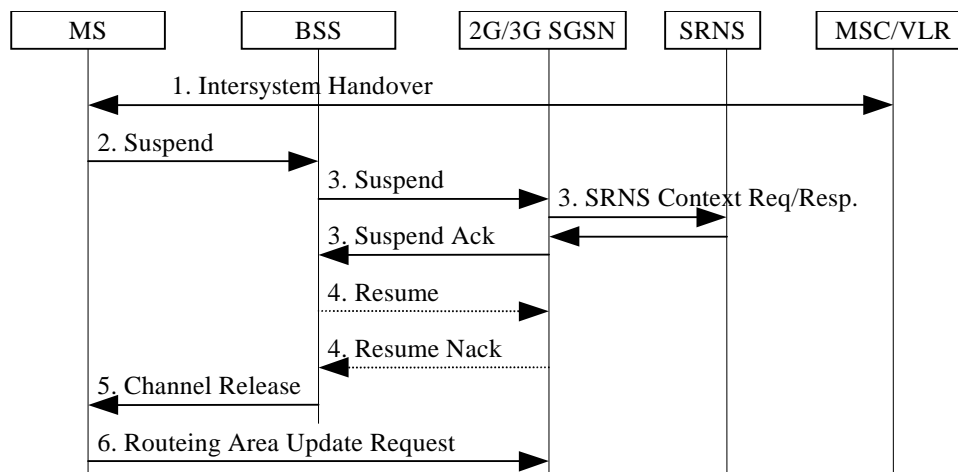 MS BSS 2G/3G SGSN SRNS MSC/VLR
1. Intersystem Handover
2. Suspend
3. Suspend
3. SRNS Context Req/Resp.
3. Suspend Ack
4. Resume
4. Resume Nack
5. Channel Release
6. Routeing Area Update Request